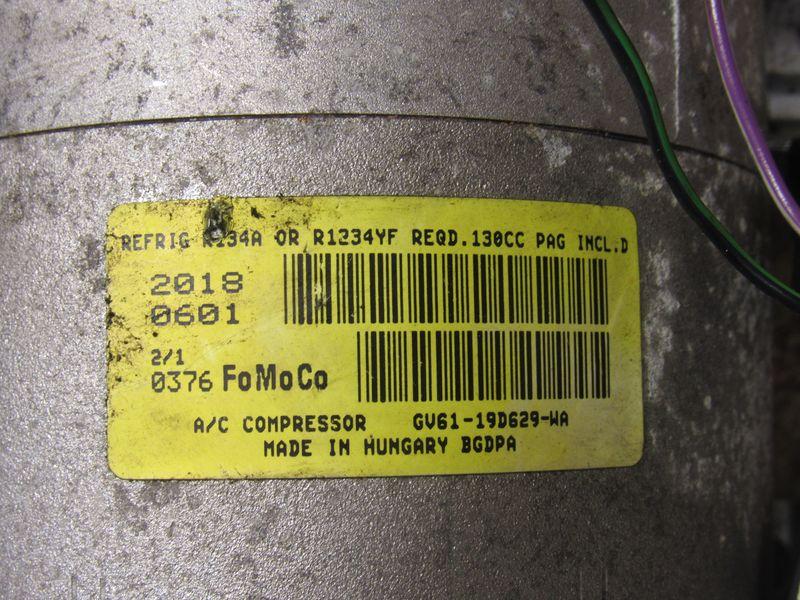 REFRIG R134A OR R1234YF REQD.130CC PAG INCL.D
2018
0601
2/1
0376 FoMoCo
A/C COMPRESSOR GV61-19D629-WA
MADE IN HUNGARY BGDPA